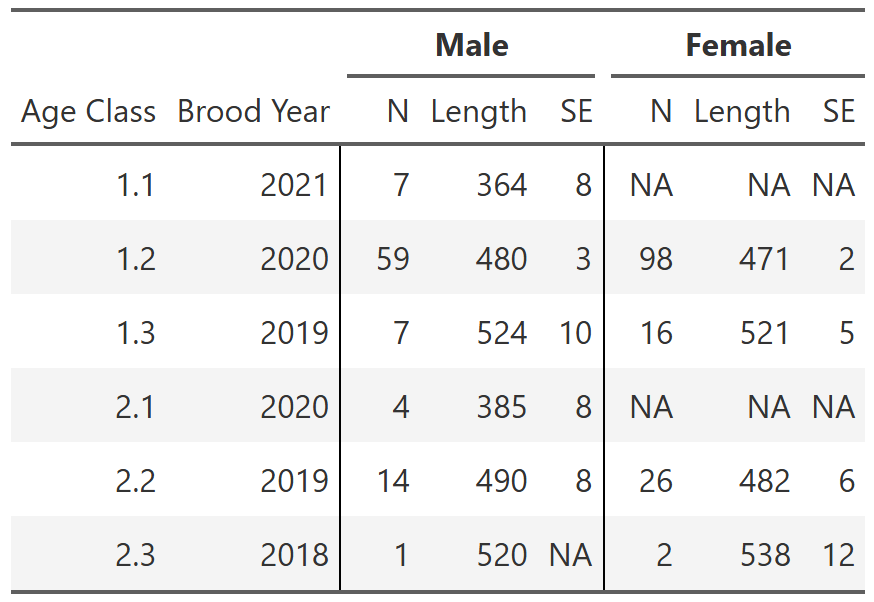 Male Female
Age Class Brood Year N Length SE N Length SE
1.1 2021 7 364 8 NA NA NA
1.2 2020 59 480 3 98 471 2
1.3 2019 7 524 10 16 521 5
2.1 2020 4 385 8 NA NA NA
2.2 2019 14 490 8 26 482 6
2.3 2018 1 520 NA 2 538 12